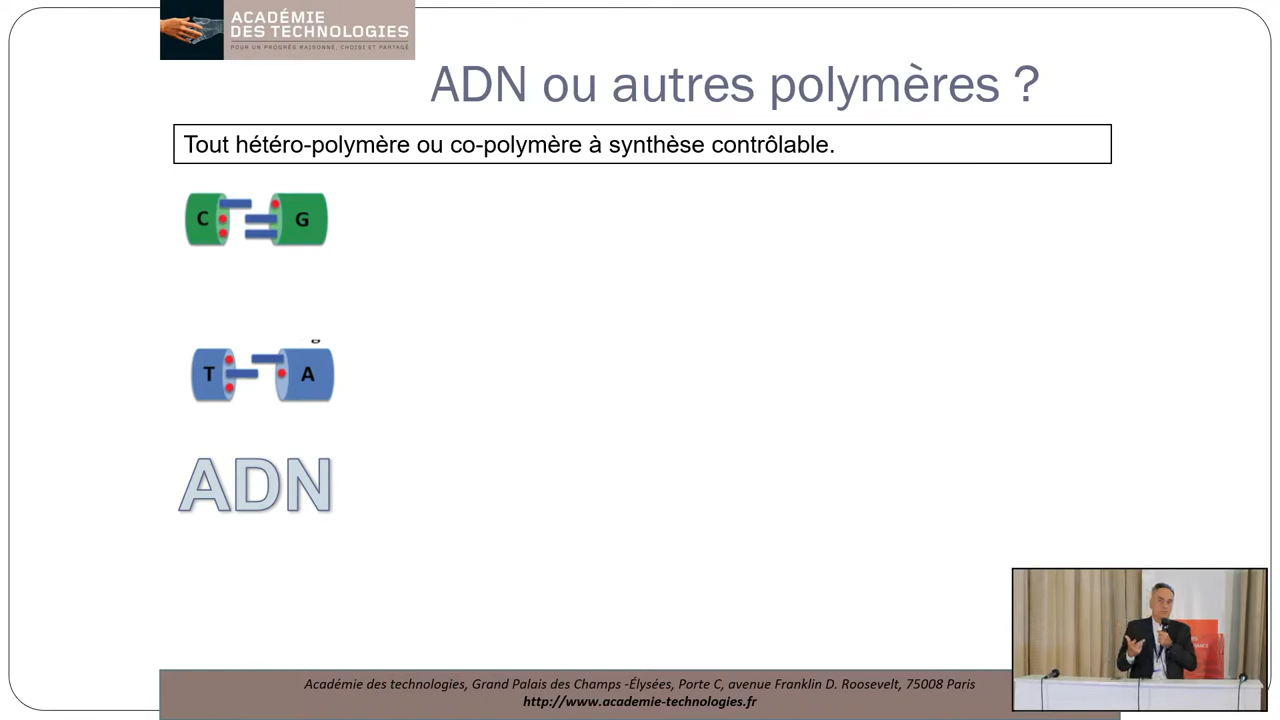 ACADÉMIE
DES TECHNOLOGIES
POUR UN PROGRÈS RAISONNÉ, CHOISI ET PARTAGÉ
ADN ou autres polymères ?
Tout hétéro-polymère ou co-polymère à synthèse contrôlable.
C G
T A
ADN
Académie des technologies, Grand Palais des Champs -Élysées, Porte C, avenue Franklin D. Roosevelt, 75008 Paris
http://www.academie-technologies.fr